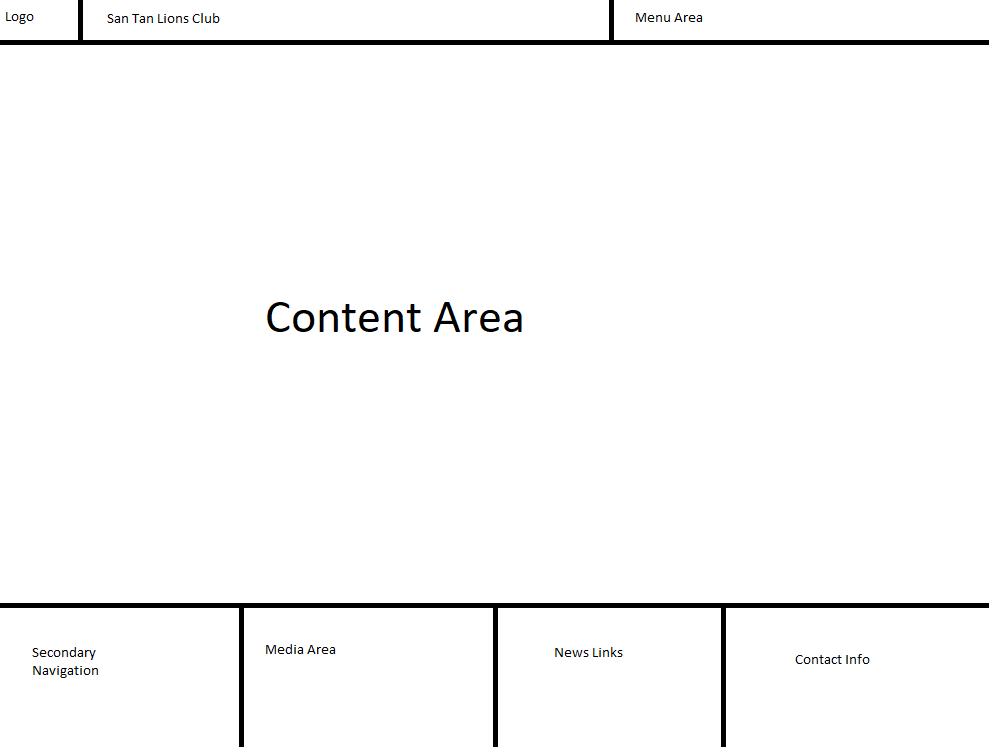 Logo
San Tan Lions Club
Menu Area
Content Area
Secondary
Navigation
Media Area
News Links
Contact Info